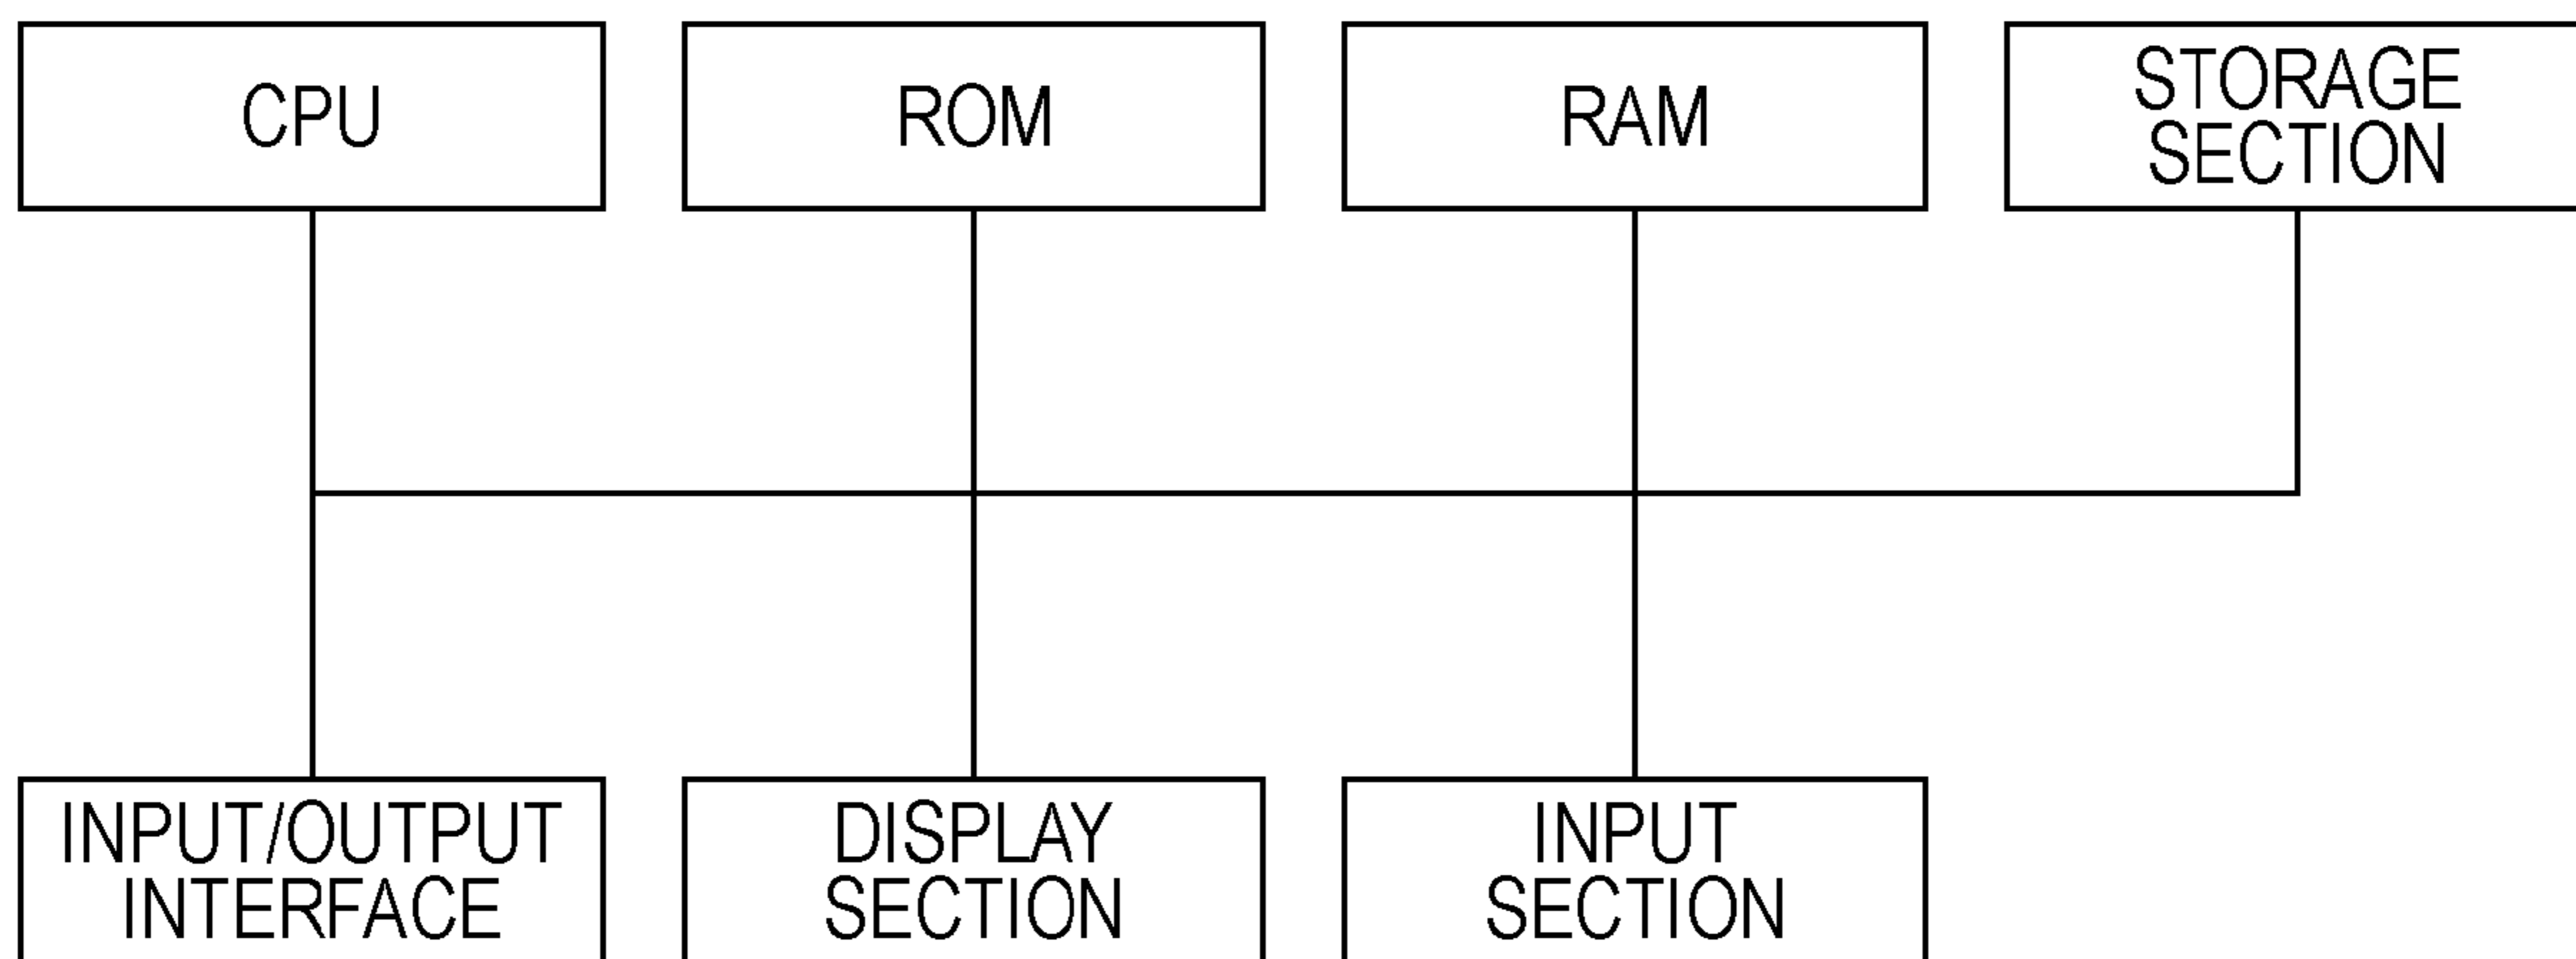 CPU
ROM
RAM
STORAGE
SECTION
INPUT/OUTPUT
INTERFACE
DISPLAY
SECTION
INPUT
SECTION